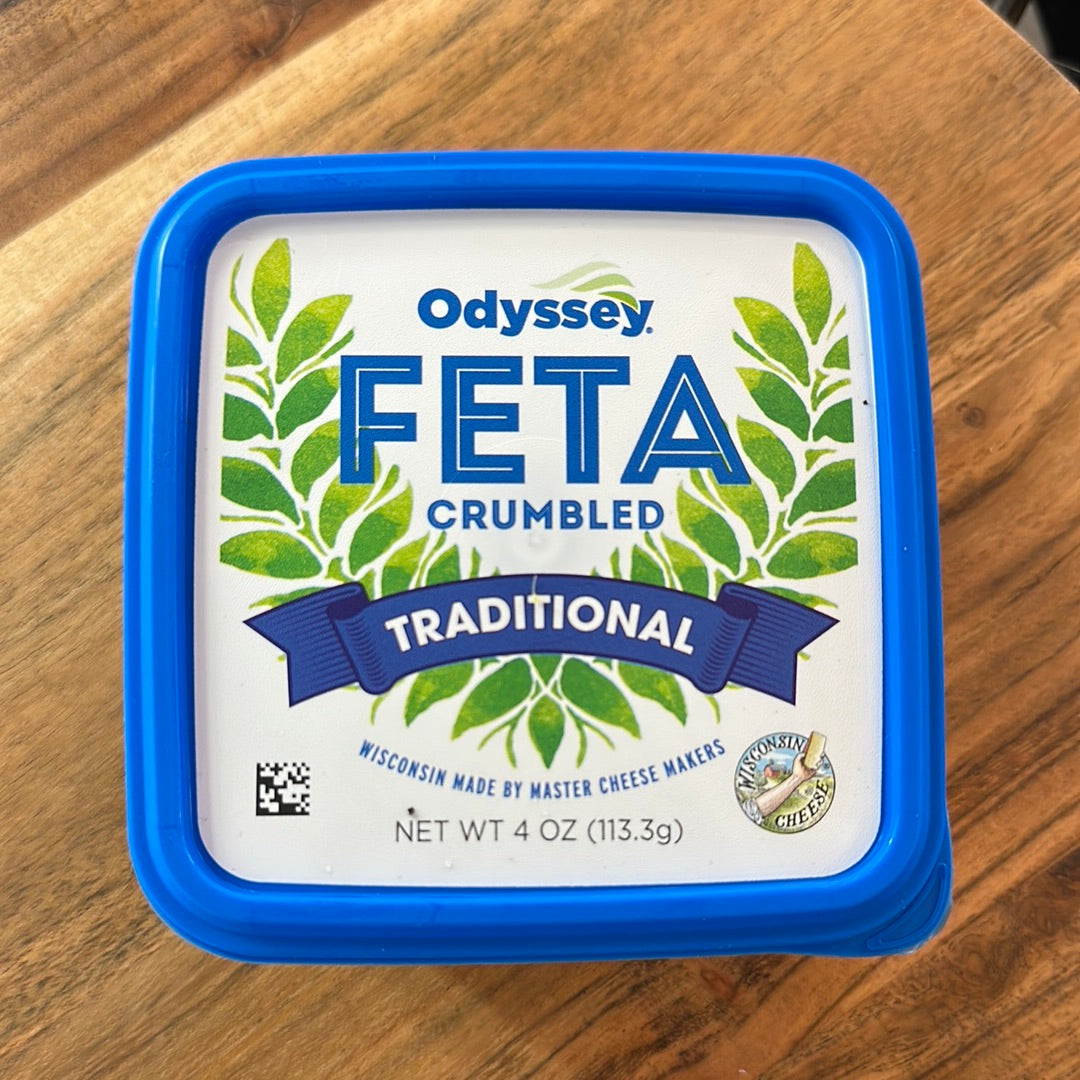 Odyssey®
FETA
CRUMBLED
TRADITIONAL
WISCONSIN MADE BY MASTER CHEESE MAKERS
WISCONSIN
CHEESE
NET WT 4 OZ (113.3g)